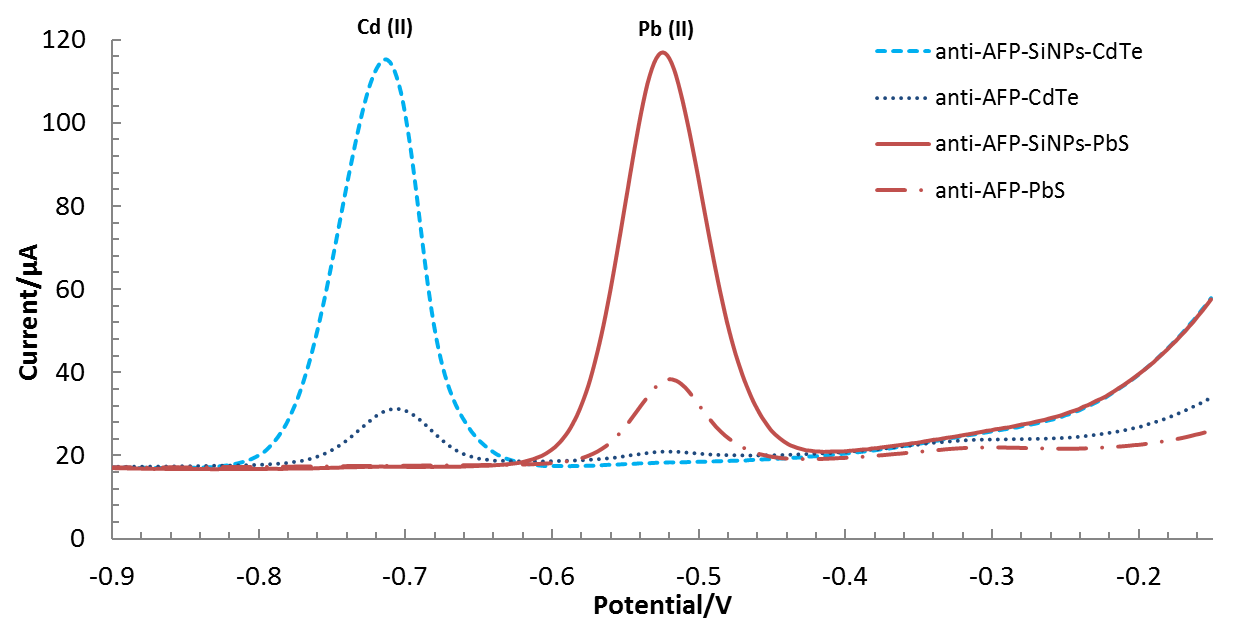 Cd (II)
Pb (II)
120
100
80
60
40
20
0
Current/µA
anti-AFP-SiNPs-CdTe
anti-AFP-CdTe
anti-AFP-SiNPs-PbS
anti-AFP-PbS
-0.9
-0.8
-0.7
-0.6
-0.5
-0.4
-0.3
-0.2
Potential/V